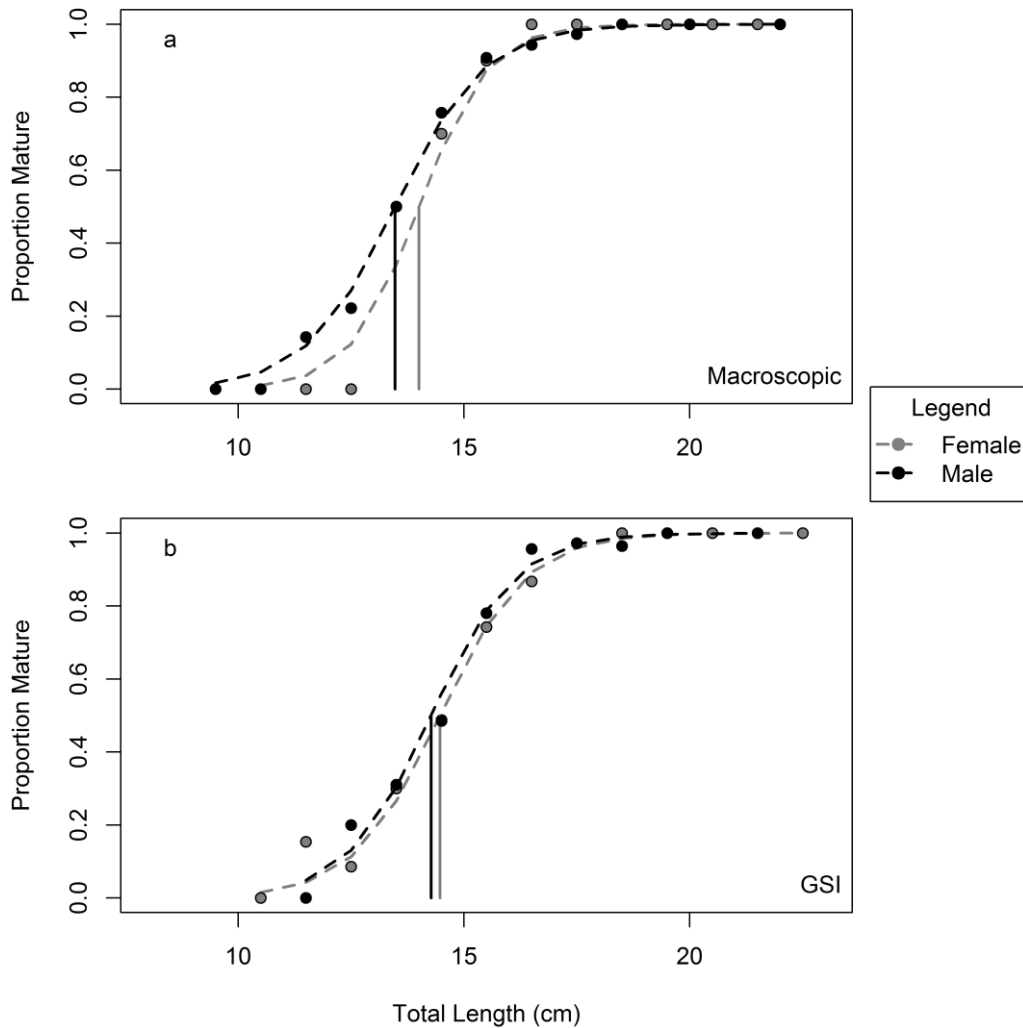 a
Proportion Mature
1.0
0.8
0.6
0.4
0.2
0.0
Macroscopic
10 15 20
Legend
Female
Male
b
Proportion Mature
1.0
0.8
0.6
0.4
0.2
0.0
GSI
10 15 20
Total Length (cm)